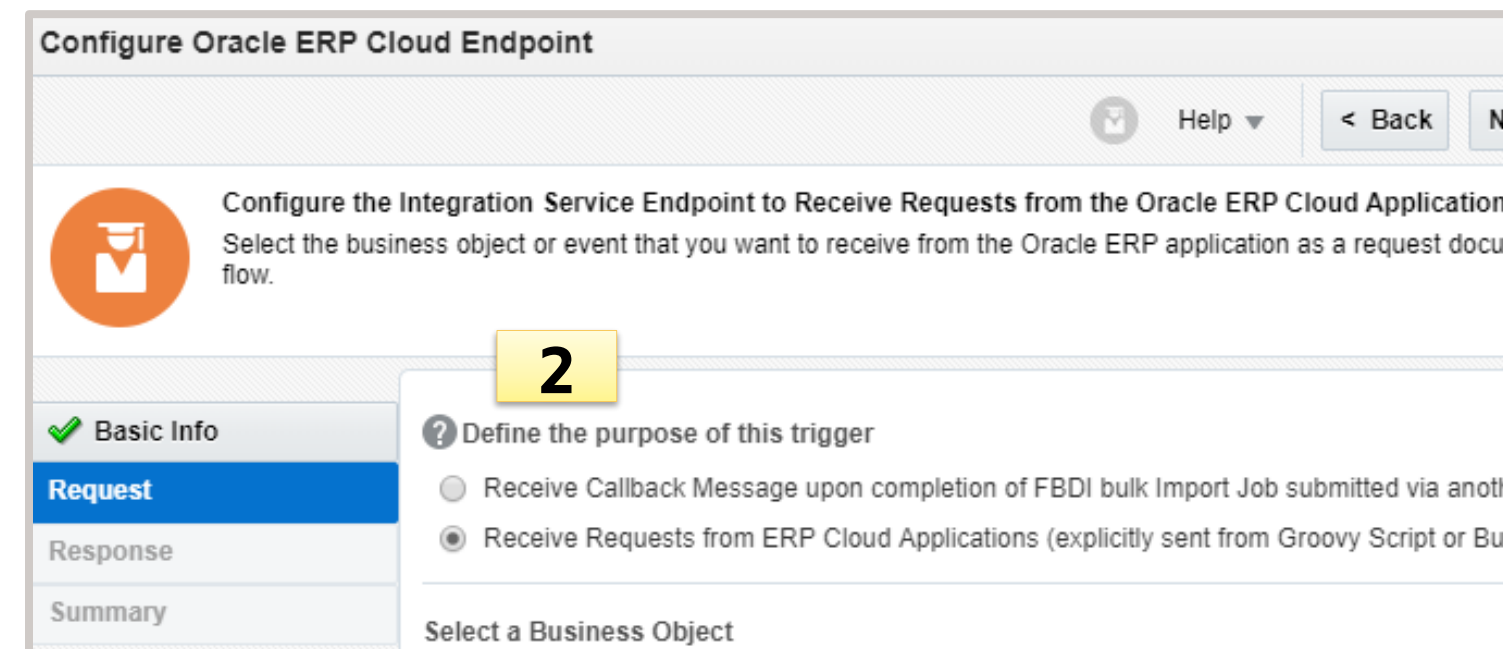 Configure Oracle ERP Cloud Endpoint
Help
< Back
Configure the Integration Service Endpoint to Receive Requests from the Oracle ERP Cloud Application
Select the business object or event that you want to receive from the Oracle ERP application as a request
flow.
2
Basic Info
Define the purpose of this trigger
Request
Receive Callback Message upon completion of FBDI bulk Import Job submitted via
Receive Requests from ERP Cloud Applications (explicitly sent from Groovy Script or
Response
Summary
Select a Business Object